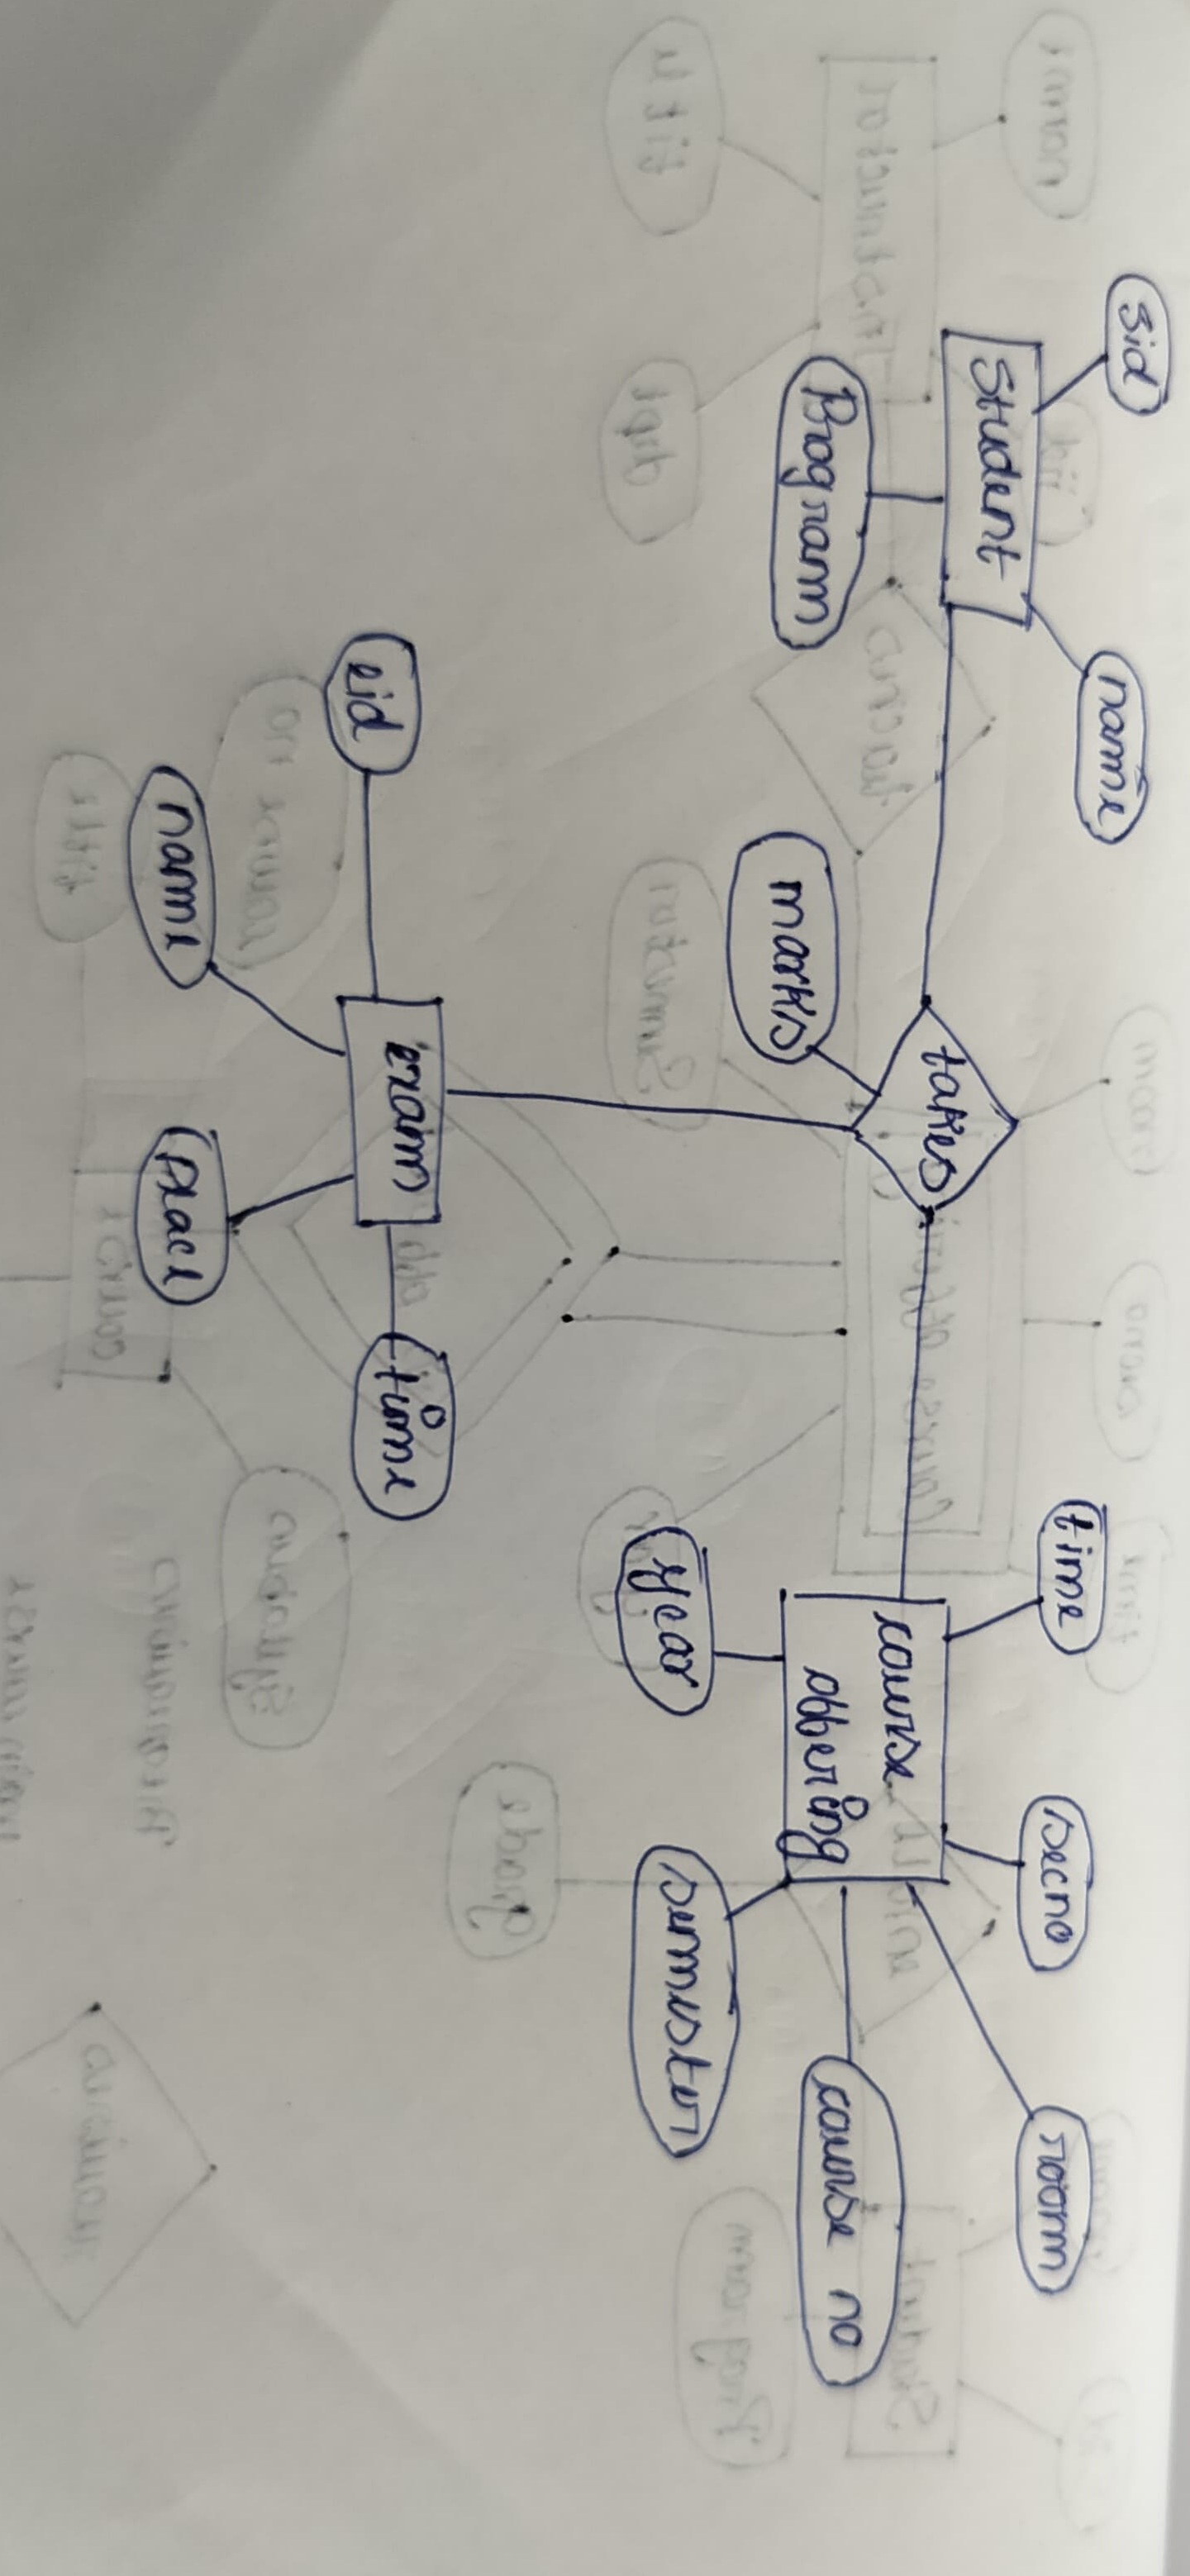 sid
name
Student
Program
marks
takes
time
secno
room
course
offering
year
semester
course no
eid
name
exam
place
time